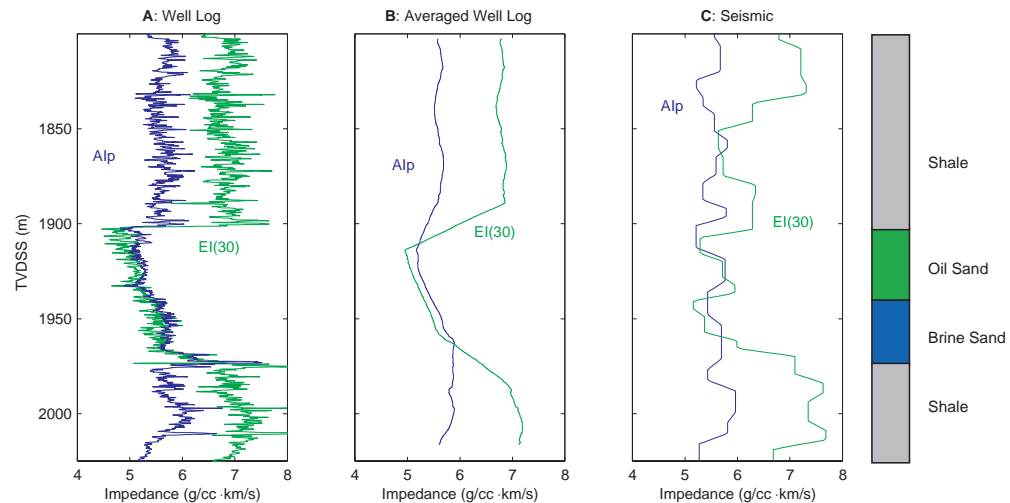 A: Well Log
B: Averaged Well Log
C: Seismic
TVDSS (m)
1850
1900
1950
2000
AIp
EI(30)
4 5 6 7 8
Impedance (g/cc ·km/s)
AIp
EI(30)
4 5 6 7 8
Impedance (g/cc ·km/s)
AIp
EI(30)
4 5 6 7 8
Impedance (g/cc ·km/s)
Shale
Oil Sand
Brine Sand
Shale